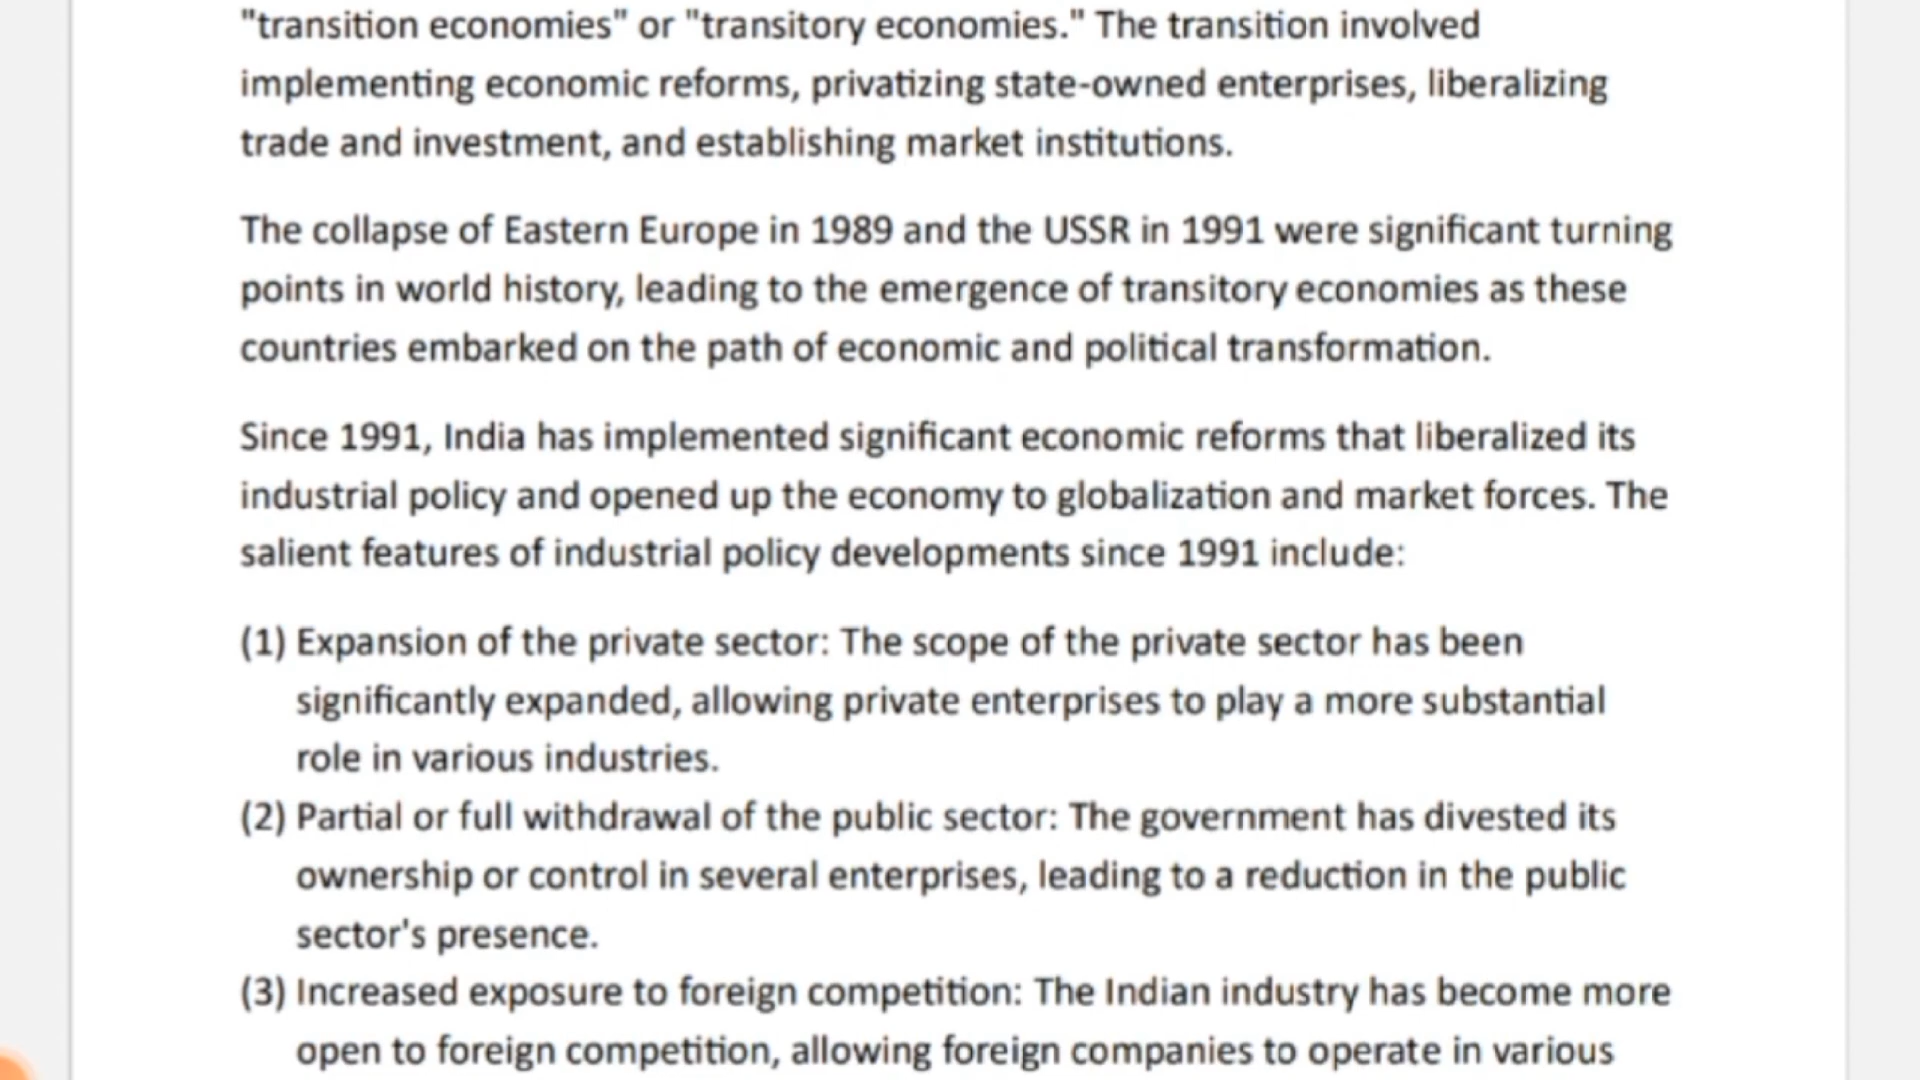 "transition economies" or "transitory economies." The transition involved
implementing economic reforms, privatizing state-owned enterprises, liberalizing
trade and investment, and establishing market institutions.
The collapse of Eastern Europe in 1989 and the USSR in 1991 were significant turning
points in world history, leading to the emergence of transitory economies as these
countries embarked on the path of economic and political transformation.
Since 1991, India has implemented significant economic reforms that liberalized its
industrial policy and opened up the economy to globalization and market forces. The
salient features of industrial policy developments since 1991 include:
(1) Expansion of the private sector: The scope of the private sector has been
significantly expanded, allowing private enterprises to play a more substantial
role in various industries.
(2) Partial or full withdrawal of the public sector: The government has divested its
ownership or control in several enterprises, leading to a reduction in the public
sector's presence.
(3) Increased exposure to foreign competition: The Indian industry has become more
open to foreign competition, allowing foreign companies to operate in various